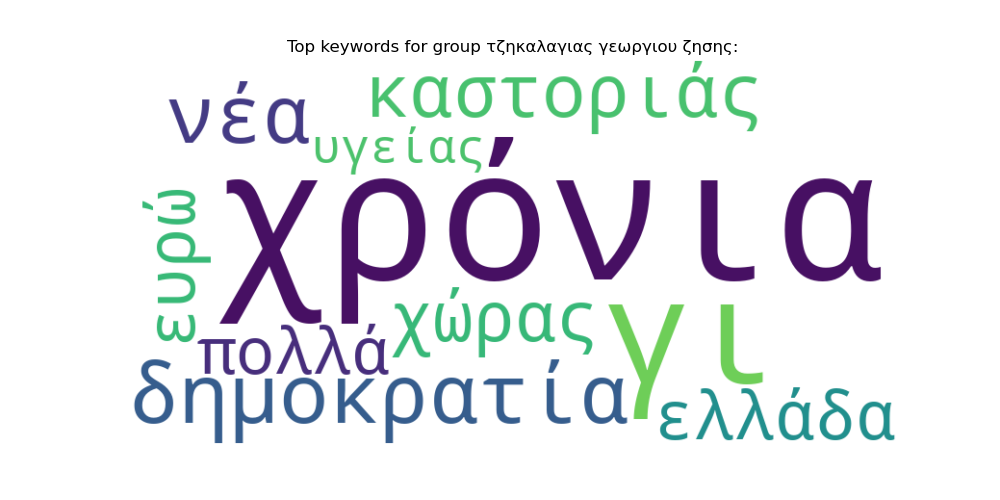 Top keywords for group τζηκαλαγιας γεωργιου ζησης:
καστοριάς
νέα
υγείας
χρόνια
ευρώ
χώρας
γι
πολλά
δημοκρατία
ελλάδα